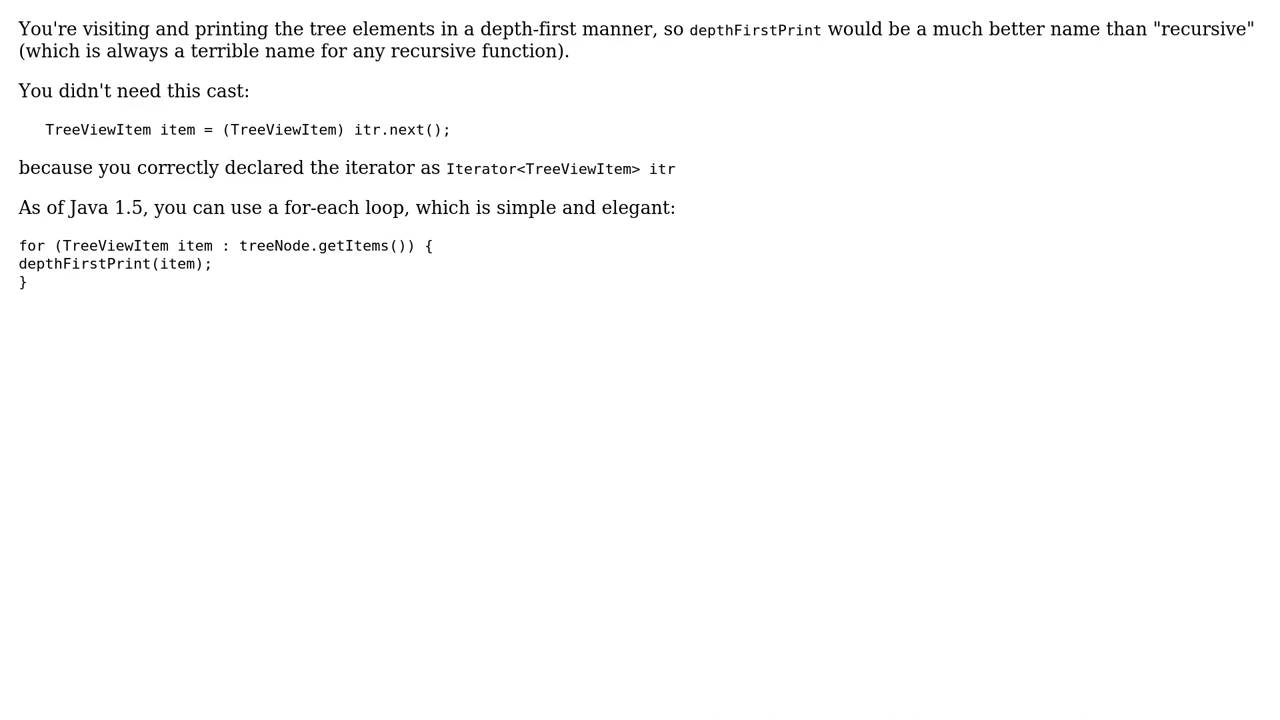 You're visiting and printing the tree elements in a depth-first manner, so depthFirstPrint would be a much better name than "recursive"
(which is always a terrible name for any recursive function).
You didn't need this cast:
TreeViewItem item = (TreeViewItem) itr.next();
because you correctly declared the iterator as Iterator<TreeViewItem> itr
As of Java 1.5, you can use a for-each loop, which is simple and elegant:
for (TreeViewItem item : treeNode.getItems()) {
depthFirstPrint(item);
}